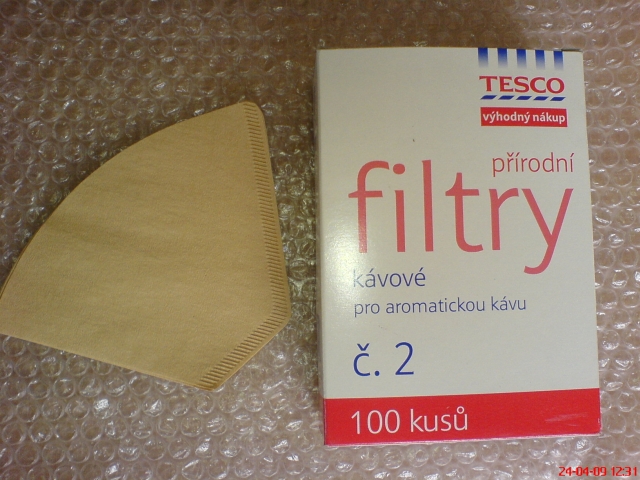 TESCO
výhodný nákup
přírodní
filtry
kávové
pro aromatickou kávu
č. 2
100 kusů
24-04-09 12:31